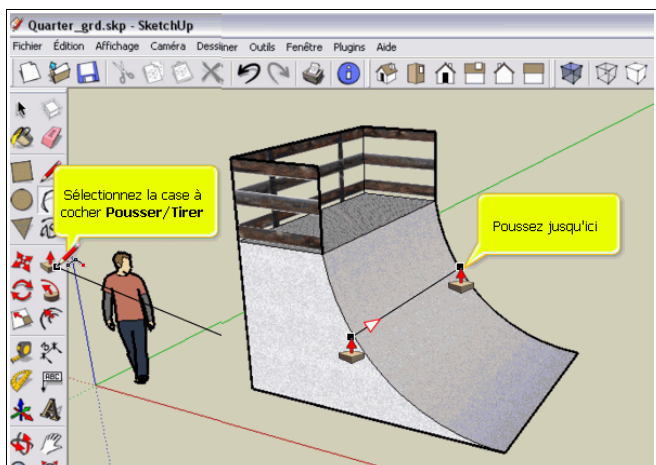 Quarter_grd.skp - SketchUp
Fichier Édition Affichage Caméra Dessiner Outils Fenêtre Plugins Aide
Sélectionnez la case à
cocher Pousser/Tirer
Poussez jusqu'ici
ABC
A